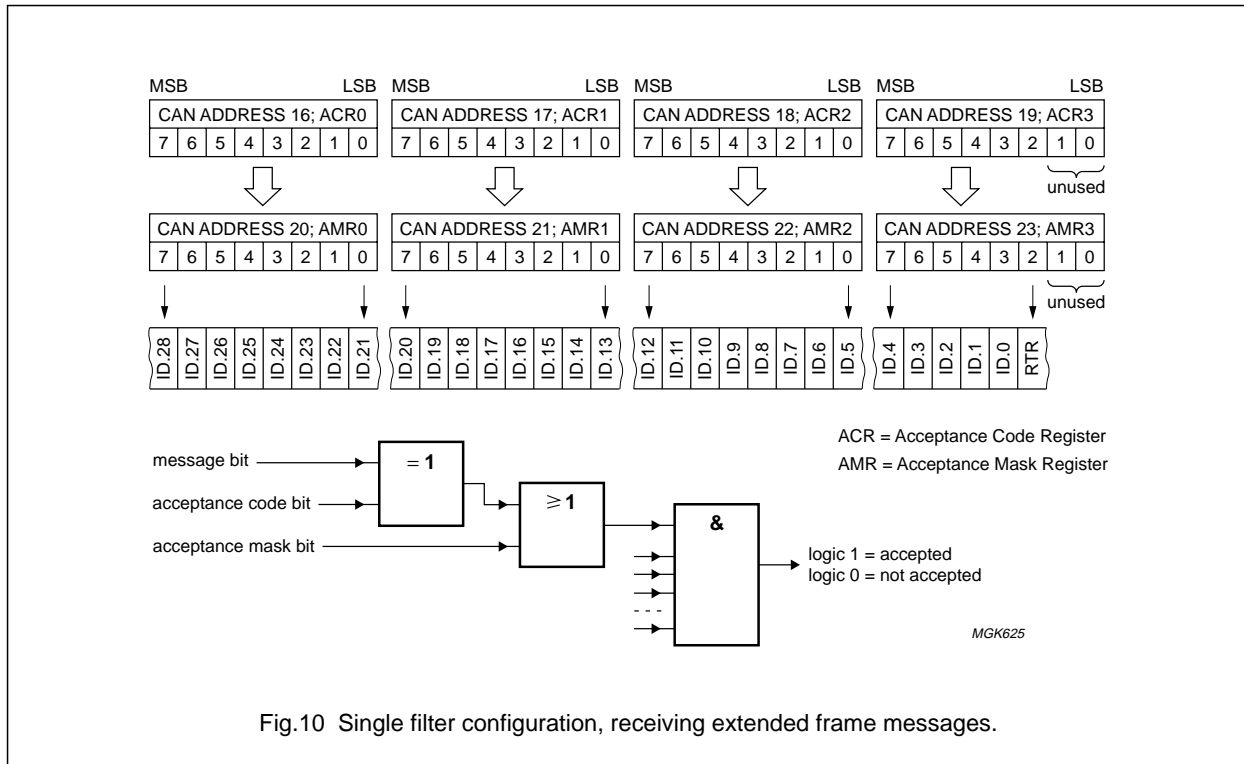 MSB LSB MSB LSB MSB LSB MSB LSB
CAN ADDRESS 16; ACR0 CAN ADDRESS 17; ACR1 CAN ADDRESS 18; ACR2 CAN ADDRESS 19; ACR3
7 6 5 4 3 2 1 0 7 6 5 4 3 2 1 0 7 6 5 4 3 2 1 0 7 6 5 4 3 2 1 0
unused
CAN ADDRESS 20; AMR0 CAN ADDRESS 21; AMR1 CAN ADDRESS 22; AMR2 CAN ADDRESS 23; AMR3
7 6 5 4 3 2 1 0 7 6 5 4 3 2 1 0 7 6 5 4 3 2 1 0 7 6 5 4 3 2 1 0
unused
ID.28 ID.27 ID.26 ID.25 ID.24 ID.23 ID.22 ID.21 ID.20 ID.19 ID.18 ID.17 ID.16 ID.15 ID.14 ID.13 ID.12 ID.11 ID.10 ID.9 ID.8 ID.7 ID.6 ID.5 ID.4 ID.3 ID.2 ID.1 ID.0 RTR
ACR = Acceptance Code Register
AMR = Acceptance Mask Register
message bit
= 1
acceptance code bit
≥ 1
acceptance mask bit
&
logic 1 = accepted
logic 0 = not accepted
MGK625
Fig.10 Single filter configuration, receiving extended frame messages.